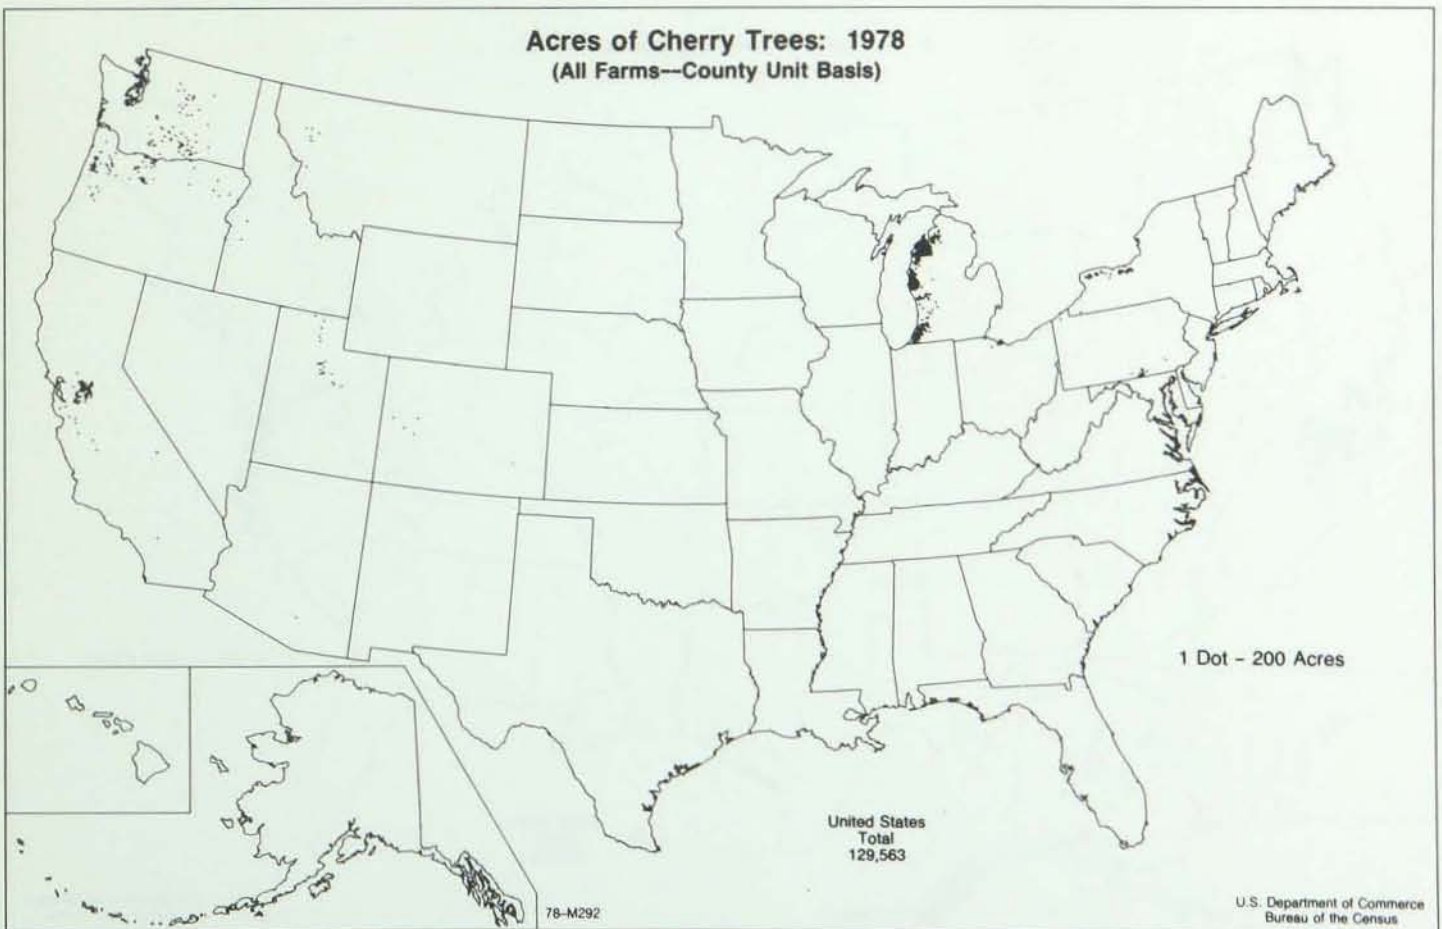 Acres of Cherry Trees: 1978
(All Farms--County Unit Basis)
1 Dot - 200 Acres
United States
Total
129,563
78-M292
U.S. Department of Commerce
Bureau of the Census